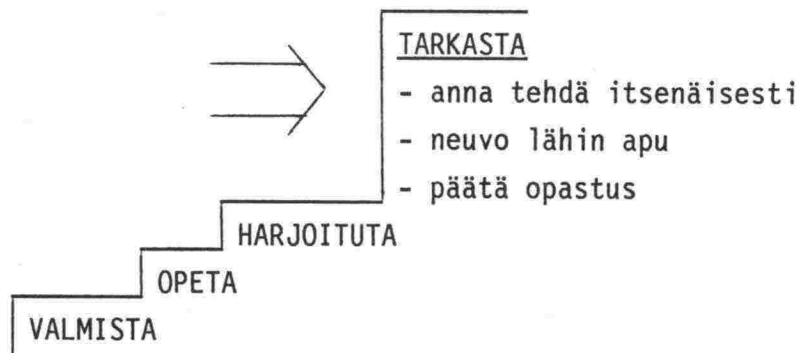 TARKASTA
- anna tehdä itsenäisesti
- neuvo lähin apu
- päätä opastus
HARJOITUTA
OPETA
VALMISTA